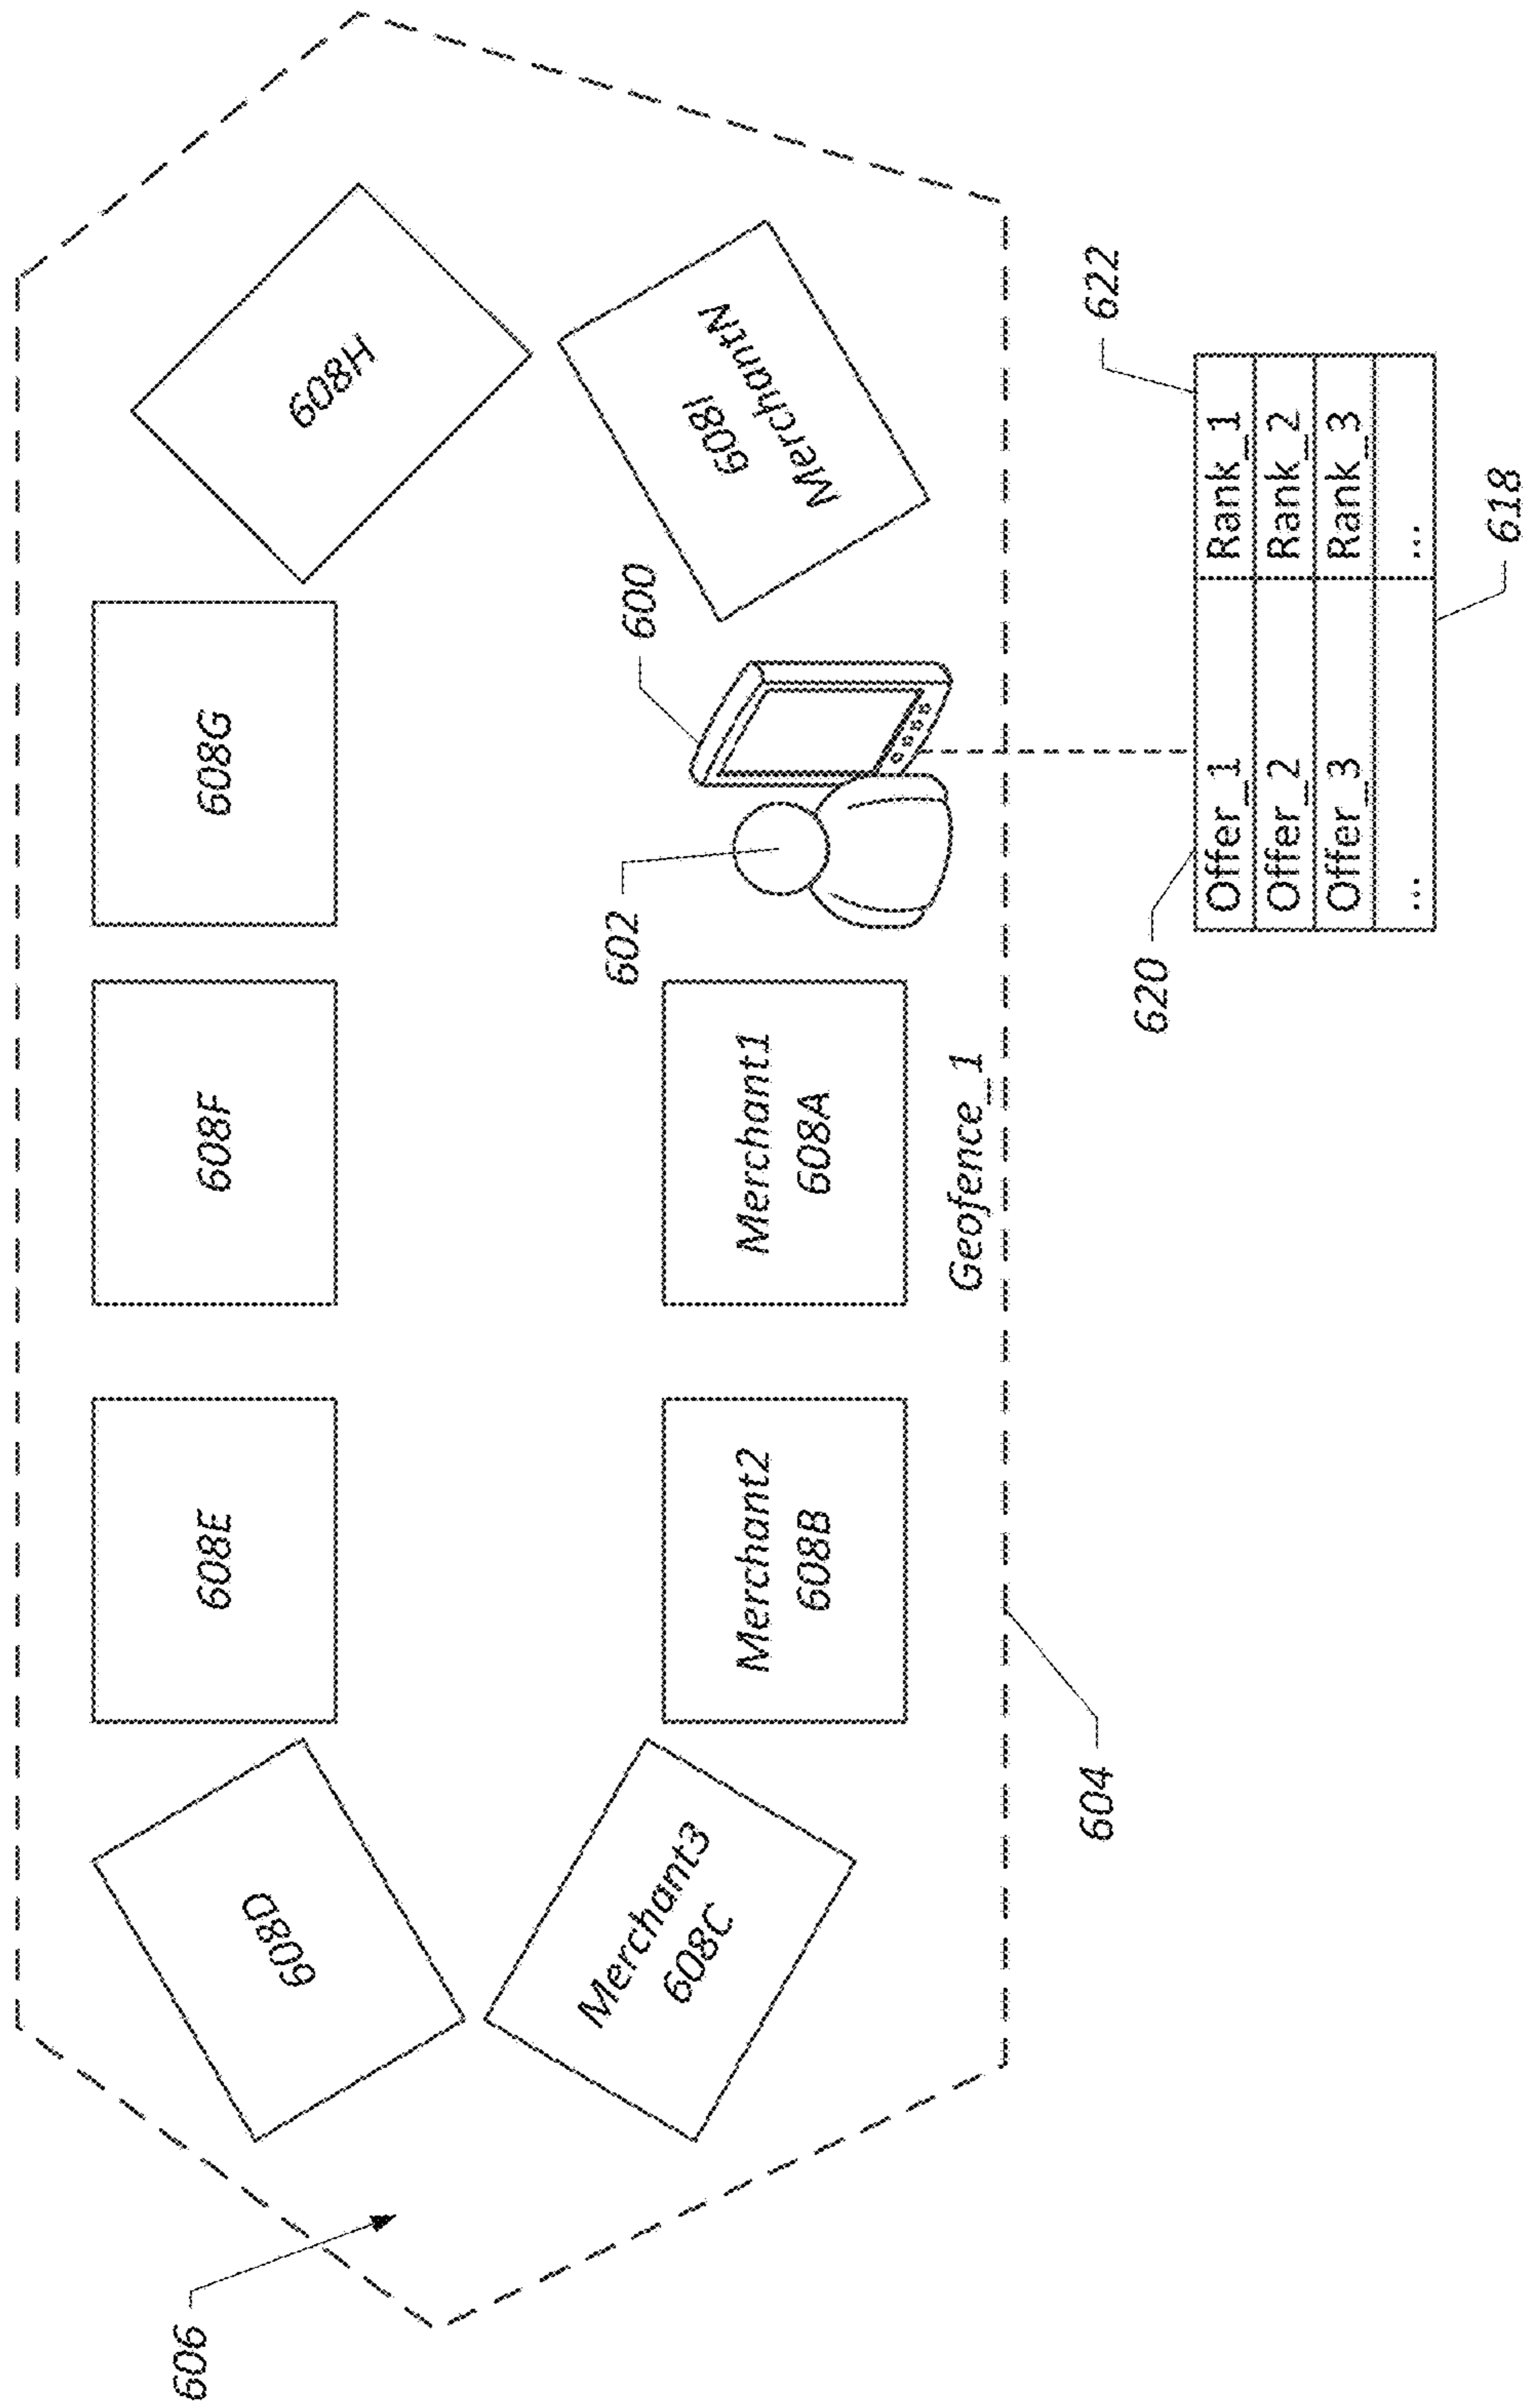 606
608D
608E
608F
608G
608H
602
600
Merchant3
608C
Merchant2
608B
Merchant1
608A
608I
MerchantN
Geofence_1
604
620
622
Offer_1 Rank_1
Offer_2 Rank_2
Offer_3 Rank_3
... ...
618